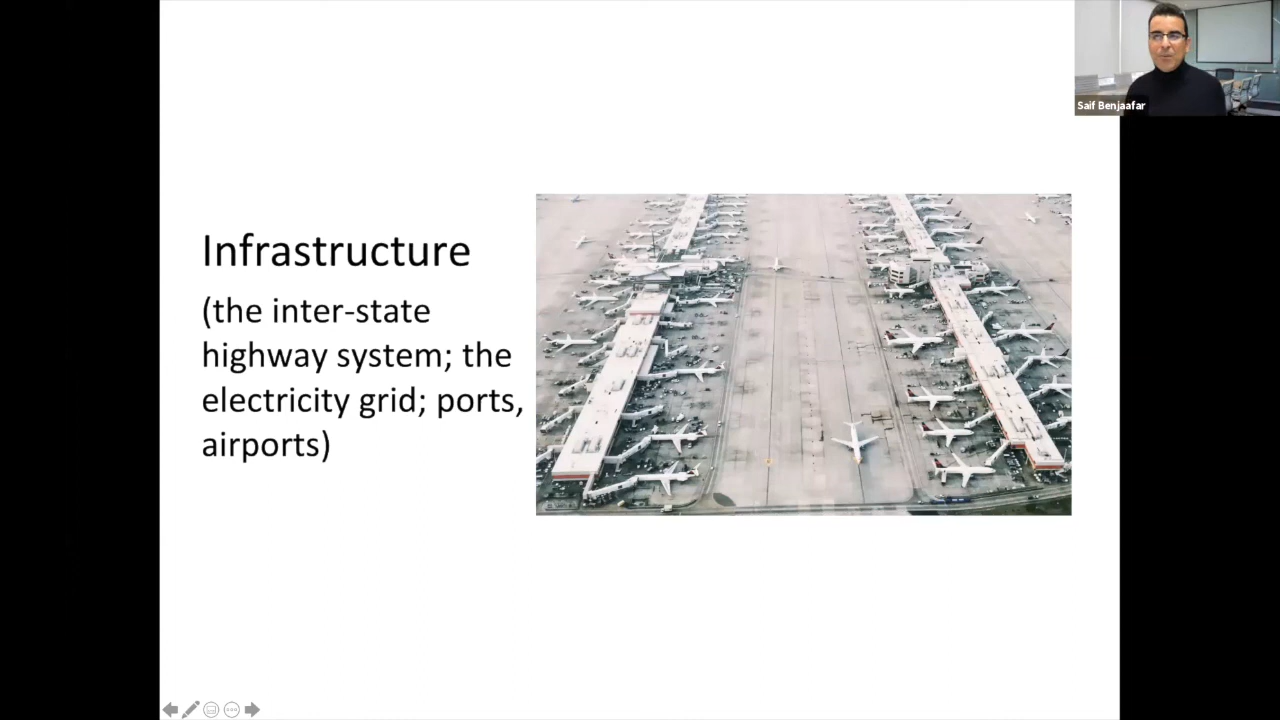 Saif Benjaafar
Infrastructure
(the inter-state
highway system; the
electricity grid; ports,
airports)